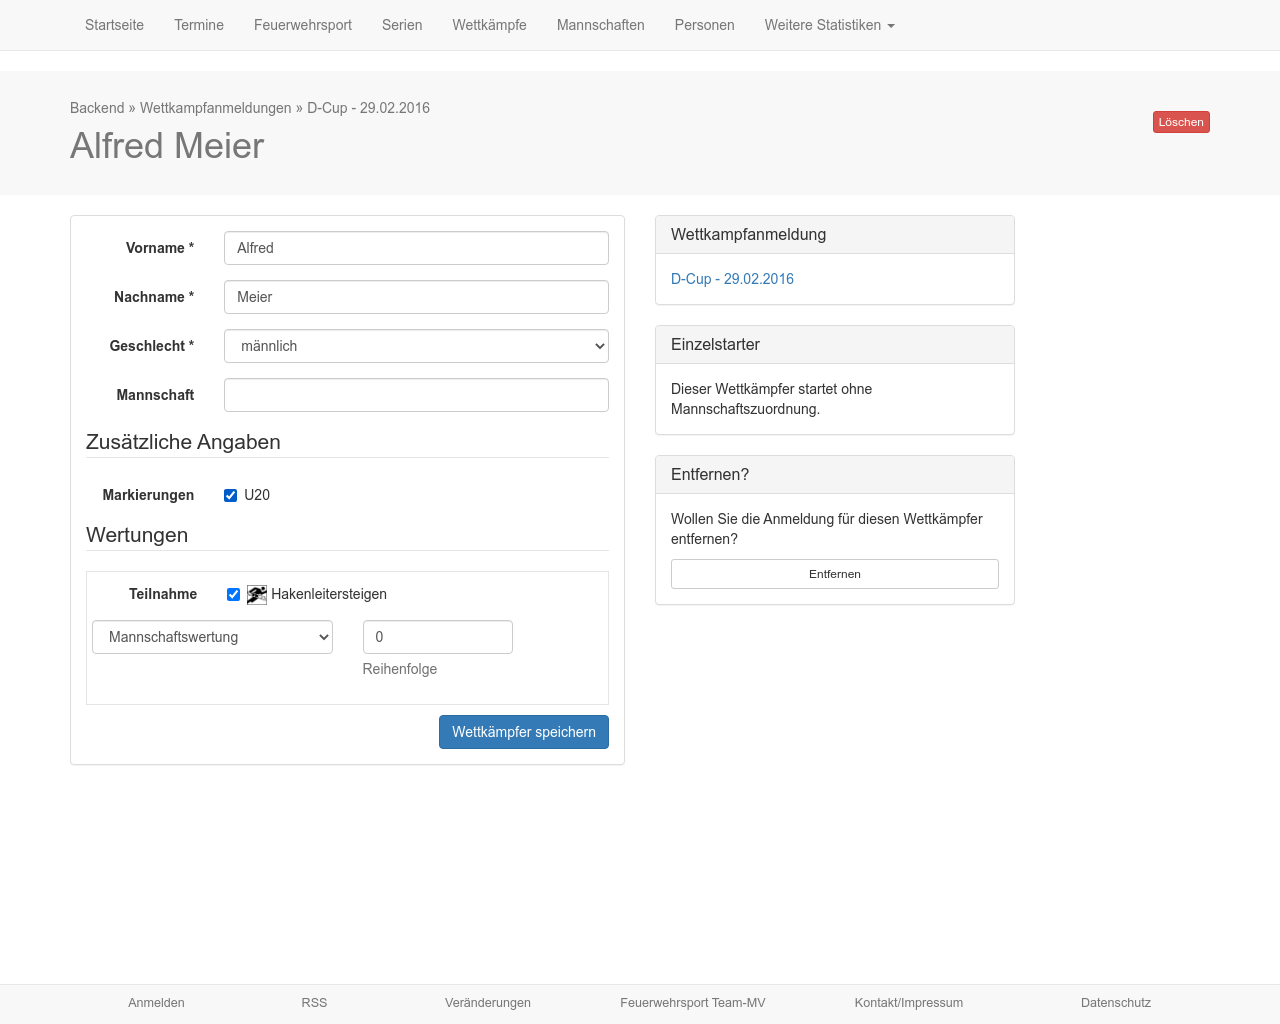 Startseite Termine Feuerwehrsport Serien Wettkämpfe Mannschaften Personen Weitere Statistiken
Backend » Wettkampfanmeldungen » D-Cup - 29.02.2016
Alfred Meier
Löschen
Vorname * Alfred
Nachname * Meier
Geschlecht * männlich
Mannschaft
Zusätzliche Angaben
Markierungen U20
Wertungen
Teilnahme Hakenleitersteigen
Mannschaftswertung 0
Reihenfolge
Wettkämpfer speichern
Wettkampfanmeldung
D-Cup - 29.02.2016
Einzelstarter
Dieser Wettkämpfer startet ohne
Mannschaftszuordnung.
Entfernen?
Wollen Sie die Anmeldung für diesen Wettkämpfer
entfernen?
Entfernen
Anmelden RSS Veränderungen Feuerwehrsport Team-MV Kontakt/Impressum Datenschutz